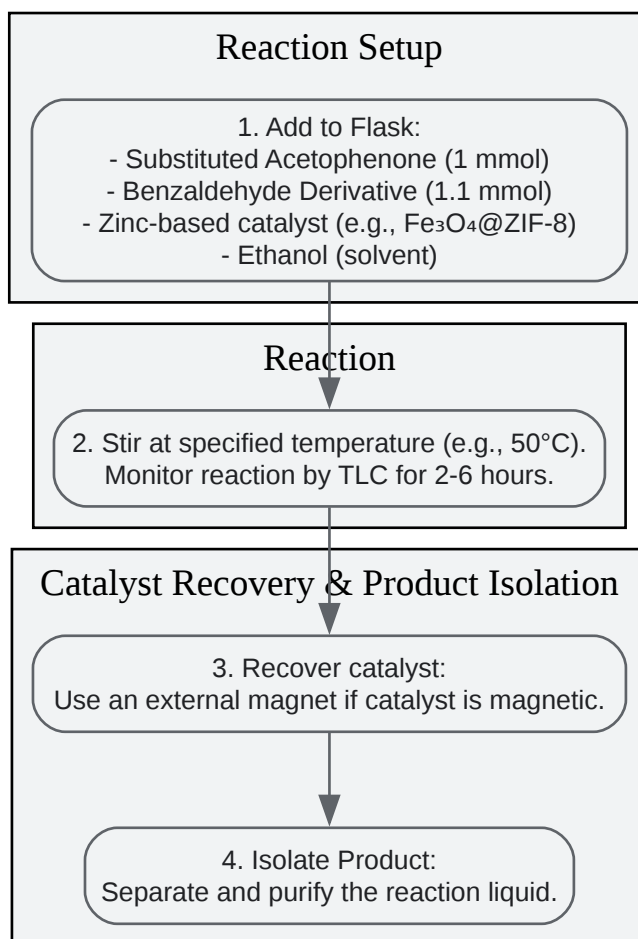 Reaction Setup
1. Add to Flask:
- Substituted Acetophenone (1 mmol)
- Benzaldehyde Derivative (1.1 mmol)
- Zinc-based catalyst (e.g., Fe₃O₄@ZIF-8)
- Ethanol (solvent)
Reaction
2. Stir at specified temperature (e.g., 50°C).
Monitor reaction by TLC for 2-6 hours.
Catalyst Recovery & Product Isolation
3. Recover catalyst:
Use an external magnet if catalyst is magnetic.
4. Isolate Product:
Separate and purify the reaction liquid.